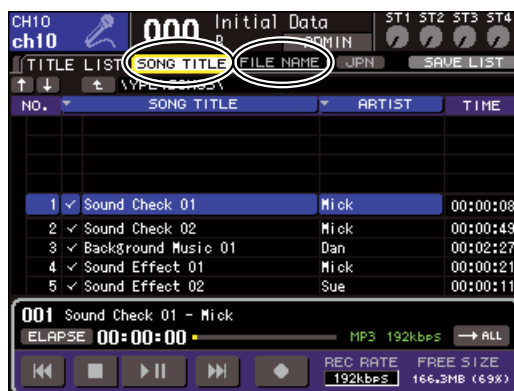 CH10 000 Initial Data ST1 ST2 ST3 ST4
ch10 R ADMIN
TITLE LIST SONG TITLE FILE NAME JPN SAVE LIST
NO. SONG TITLE ARTIST TIME
1 ✓ Sound Check 01 Mick 00:00:08
2 ✓ Sound Check 02 Mick 00:00:49
3 ✓ Background Music 01 Dan 00:02:27
4 ✓ Sound Effect 01 Mick 00:00:21
5 ✓ Sound Effect 02 Sue 00:00:11
001 Sound Check 01 - Mick
ELAPSE 00:00:00 MP3 192kbps → ALL
REC RATE FREE SIZE
192kbps 166.3MB (69%)